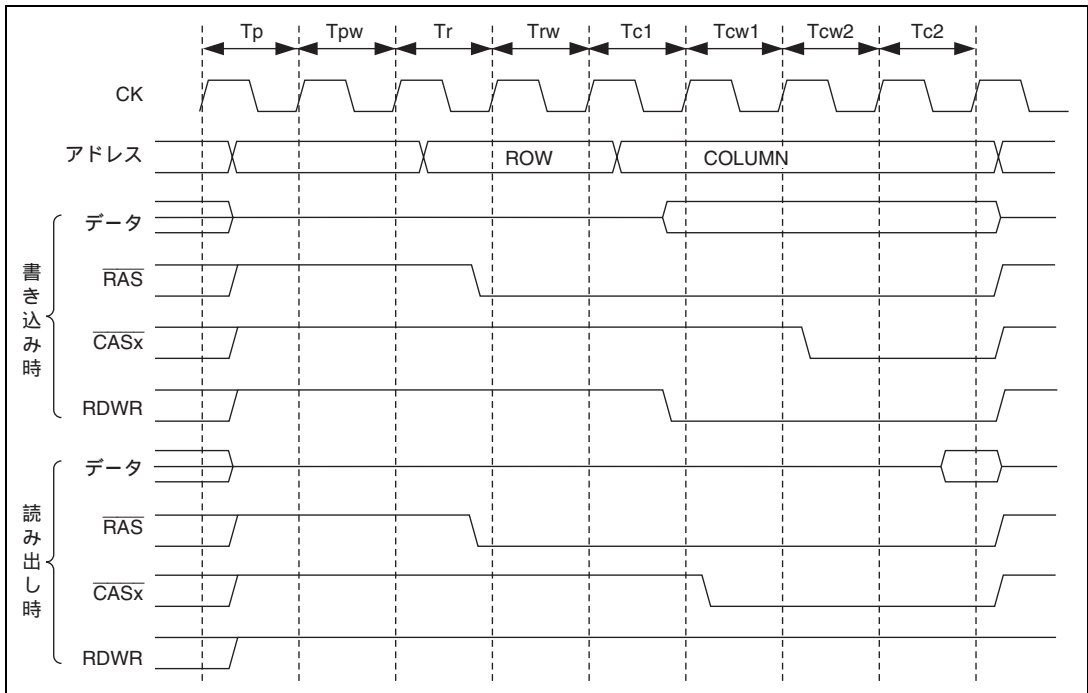 Tp Tpw Tr Trw Tc1 Tcw1 Tcw2 Tc2
CK
アドレス ROW COLUMN
書き込み時
データ
RAS
CASx
RDWR
読み出し時
データ
RAS
CASx
RDWR